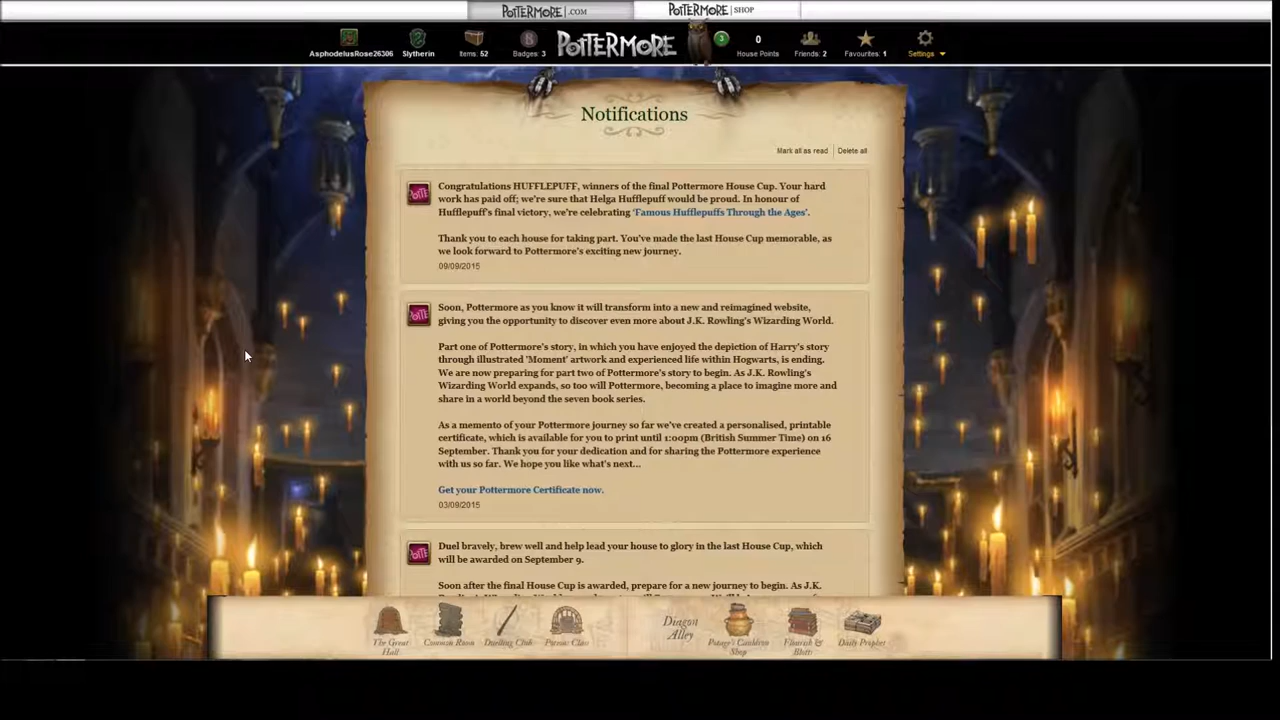 POTTERMORE .COM
POTTERMORE SHOP
AsphodelusRose26306
Slytherin
Items: 52
Badges: 3
POTTERMORE
3
0
House Points
Friends: 2
Favourites: 1
Settings
Notifications
Mark all as read
Delete all
Congratulations HUFFLEPUFF, winners of the final Pottermore House Cup. Your hard
work has paid off; we're sure that Helga Hufflepuff would be proud. In honour of
Hufflepuff's final victory, we're celebrating 'Famous Hufflepuffs Through the Ages'.
Thank you to each house for taking part. You've made the last House Cup memorable, as
we look forward to Pottermore's exciting new journey.
09/09/2015
Soon, Pottermore as you know it will transform into a new and reimagined website,
giving you the opportunity to discover even more about J.K. Rowling's Wizarding World.
Part one of Pottermore's story, in which you have enjoyed the depiction of Harry's story
through illustrated 'Moment' artwork and experienced life within Hogwarts, is ending.
We are now preparing for part two of Pottermore's story to begin. As J.K. Rowling's
Wizarding World expands, so too will Pottermore, becoming a place to imagine more and
share in a world beyond the seven book series.
As a memento of your Pottermore journey so far we've created a personalised, printable
certificate, which is available for you to print until 1:00pm (British Summer Time) on 16
September. Thank you for your dedication and for sharing the Pottermore experience
with us so far. We hope you like what's next...
Get your Pottermore Certificate now.
03/09/2015
Duel bravely, brew well and help lead your house to glory in the last House Cup, which
will be awarded on September 9.
Soon after the final House Cup is awarded, prepare for a new journey to begin. As J.K.
The Great
Hall
Common Room
Duelling Club
Potions Class
Diagon
Alley
Potage's Cauldron
Shop
Flourish &
Blotts
Daily Prophet